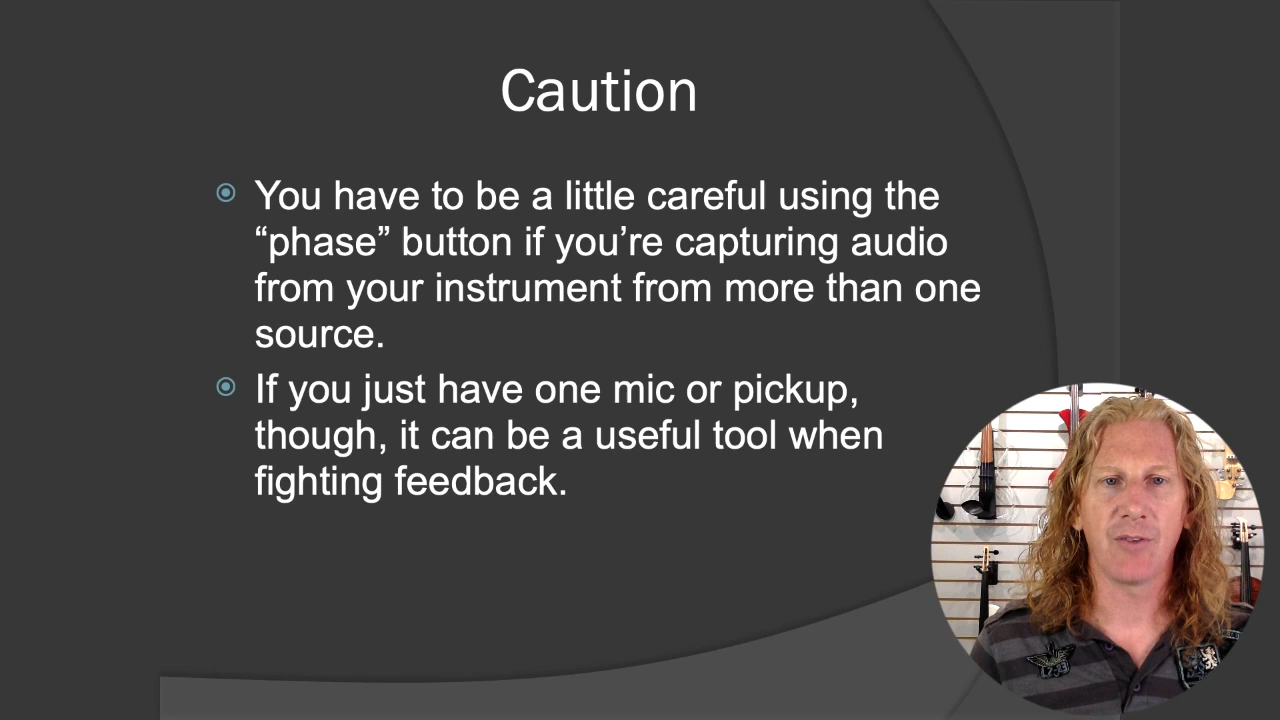 Caution
You have to be a little careful using the
“phase” button if you’re capturing audio
from your instrument from more than one
source.
If you just have one mic or pickup,
though, it can be a useful tool when
fighting feedback.